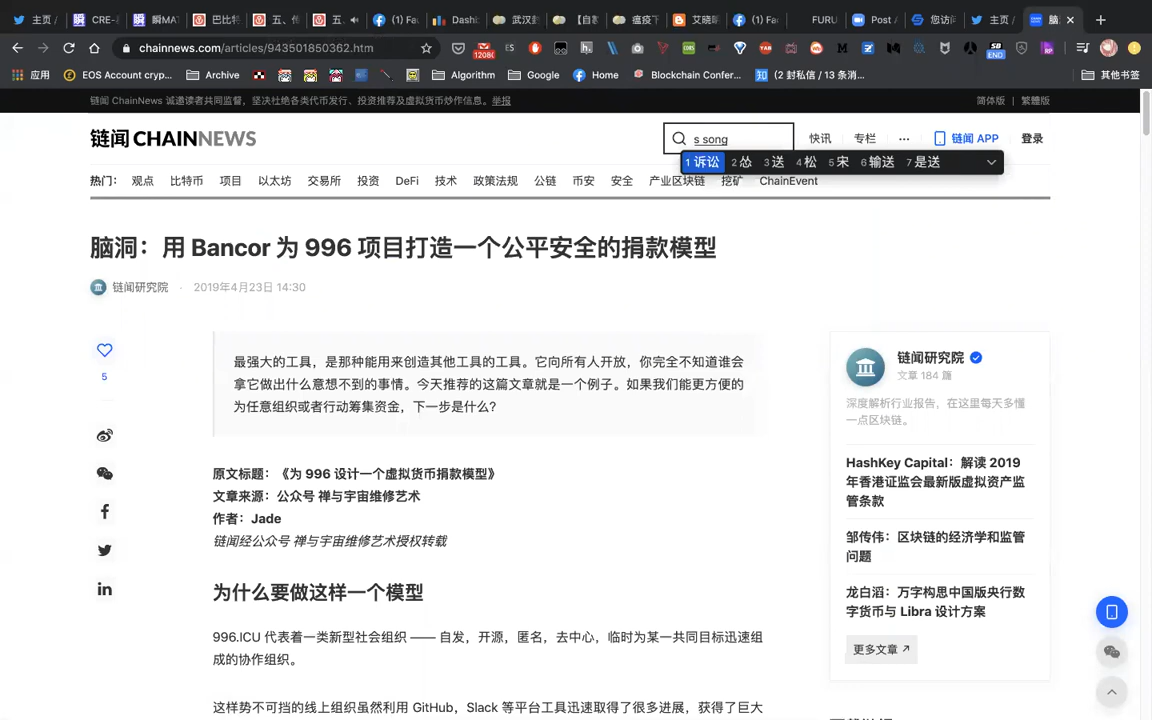 主页 /
CRE-
瞬MA
巴比特
五、传
五、
(1) Fac
Dashb
武汉封
【自救
瘟疫下
艾晓明
(1) Fac
FURU
Post
您访问
主页 /
脑
chainnews.com/articles/943501850362.htm
应用
EOS Account cryp...
Archive
Algorithm
Google
Home
Blockchain Confer...
(2 封私信 / 13 条消...
其他书签
链闻 ChainNews 诚邀读者共同监督，坚决杜绝各类代币发行、投资推荐及虚拟货币炒作信息。举报
简体版 | 繁體版
链闻 CHAINNEWS
s song
快讯
专栏
...
链闻 APP
登录
1 诉讼 2 怂 3 送 4 松 5 宋 6 输送 7 是送
热门：
观点
比特币
项目
以太坊
交易所
投资
DeFi
技术
政策法规
公链
币安
安全
产业区块链
挖矿
ChainEvent
脑洞：用 Bancor 为 996 项目打造一个公平安全的捐款模型
链闻研究院 · 2019年4月23日 14:30
5
最强大的工具，是那种能用来创造其他工具的工具。它向所有人开放，你完全不知道谁会
拿它做出什么意想不到的事情。今天推荐的这篇文章就是一个例子。如果我们能更方便的
为任意组织或者行动筹集资金，下一步是什么?
原文标题：《为 996 设计一个虚拟货币捐款模型》
文章来源：公众号 禅与宇宙维修艺术
作者：Jade
链闻经公众号 禅与宇宙维修艺术授权转载
为什么要做这样一个模型
996.ICU 代表着一类新型社会组织 —— 自发，开源，匿名，去中心，临时为某一共同目标迅速组
成的协作组织。
这样势不可挡的线上组织虽然利用 GitHub，Slack 等平台工具迅速取得了很多进展，获得了巨大
链闻研究院
文章 184 篇
深度解析行业报告，在这里每天多懂
一点区块链。
HashKey Capital：解读 2019
年香港证监会最新版虚拟资产监
管条款
邹传伟：区块链的经济学和监管
问题
龙白滔：万字构思中国版央行数
字货币与 Libra 设计方案
更多文章